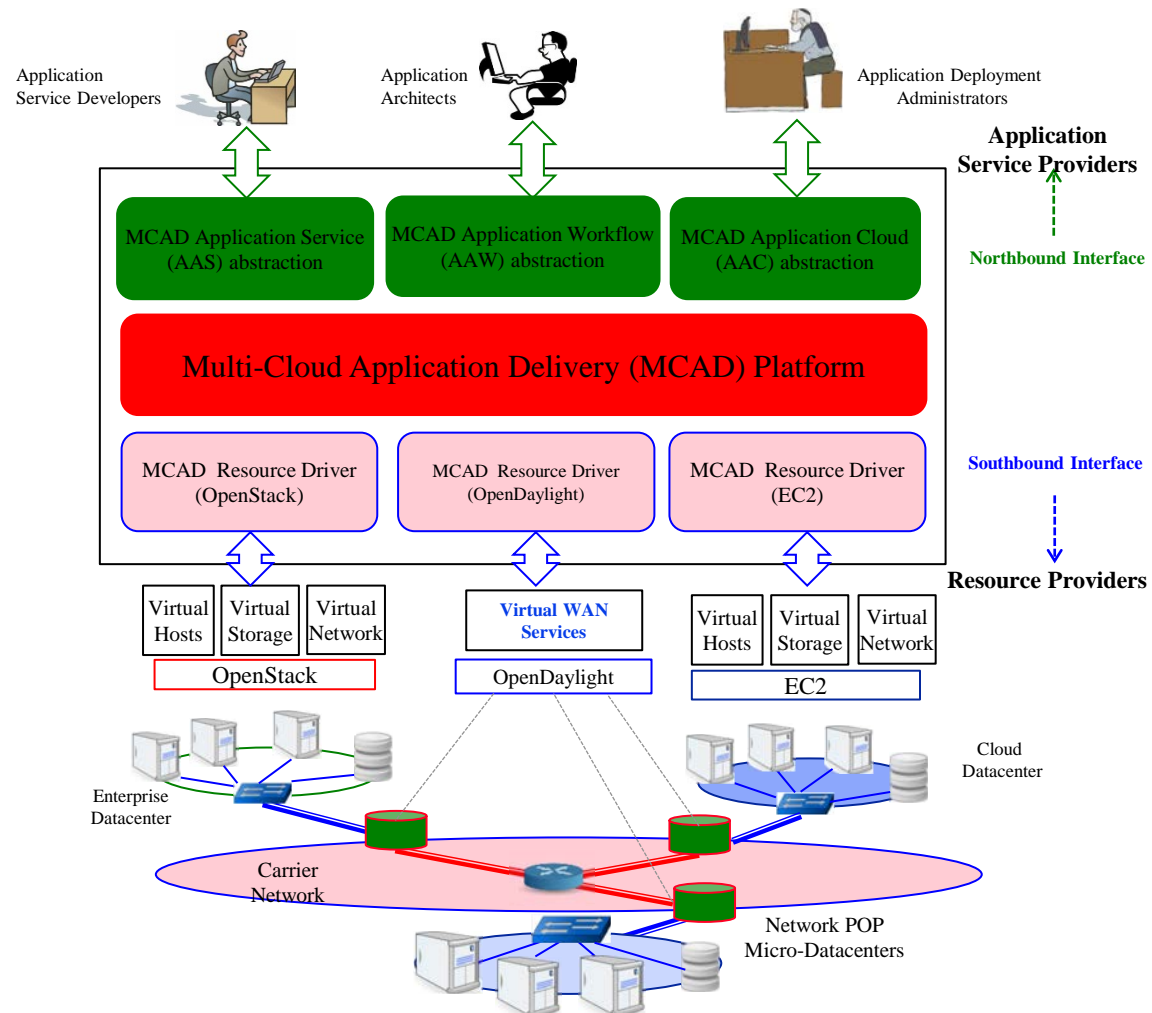 Application
Service Developers
Application
Architects
Application Deployment
Administrators
Application
Service Providers
MCAD Application Service
(AAS) abstraction
MCAD Application Workflow
(AAW) abstraction
MCAD Application Cloud
(AAC) abstraction
Northbound Interface
Multi-Cloud Application Delivery (MCAD) Platform
MCAD Resource Driver
(OpenStack)
MCAD Resource Driver
(OpenDaylight)
MCAD Resource Driver
(EC2)
Southbound Interface
Resource Providers
Virtual
Hosts
Virtual
Storage
Virtual
Network
OpenStack
Virtual WAN
Services
OpenDaylight
Virtual
Hosts
Virtual
Storage
Virtual
Network
EC2
Enterprise
Datacenter
Cloud
Datacenter
Carrier
Network
Network POP
Micro-Datacenters